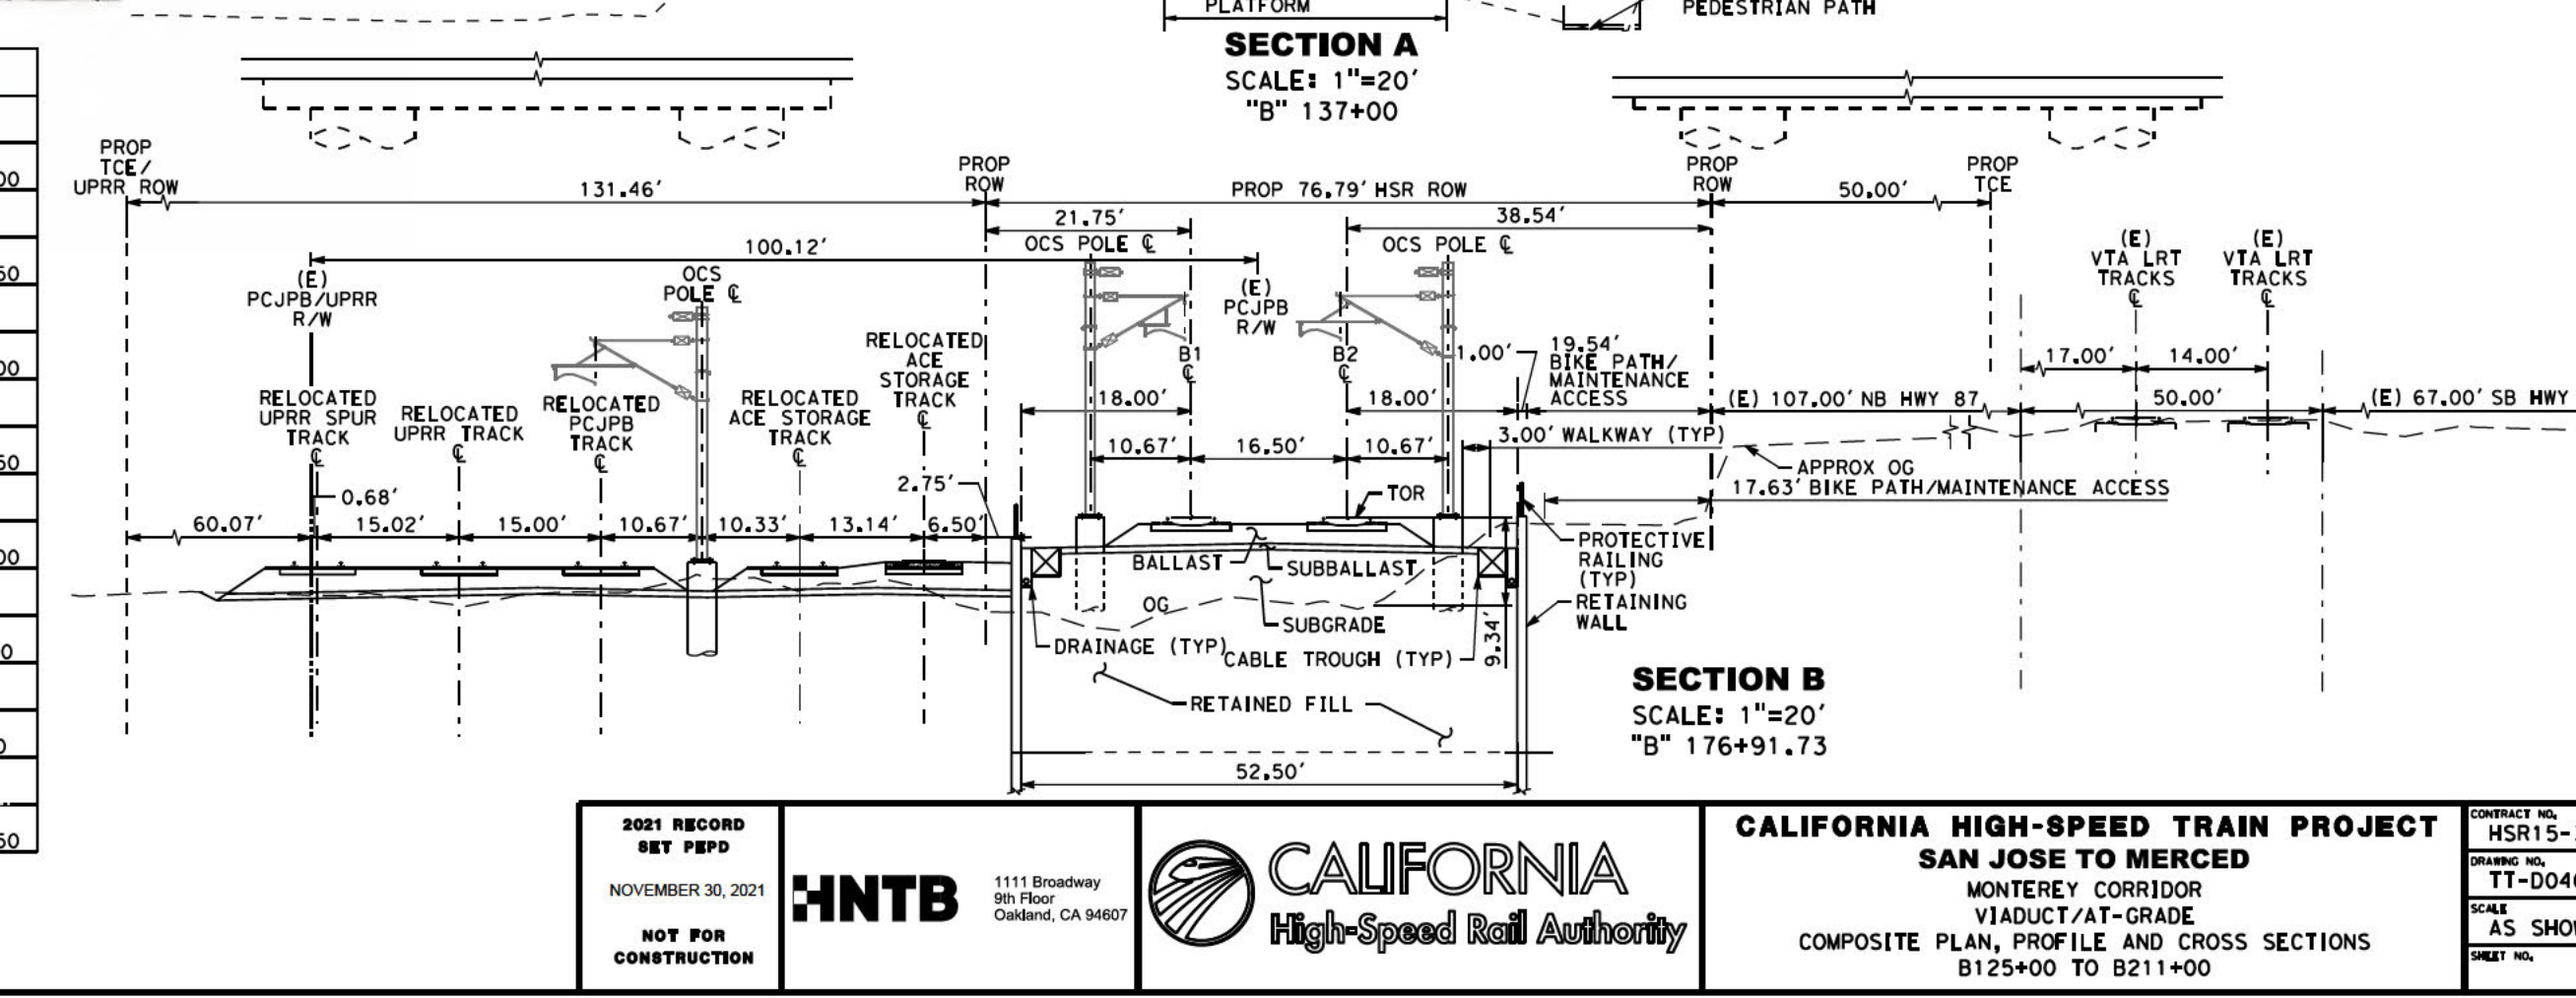 PLATFORM
PEDESTRIAN PATH
SECTION A
SCALE: 1"=20'
"B" 137+00
PROP
TCE/
UPRR ROW
131.46'
PROP
ROW
PROP 76.79' HSR ROW
PROP
ROW
50.00'
PROP
TCE
21.75'
38.54'
OCS POLE ℄
OCS POLE ℄
100.12'
(E)
PCJPB/UPRR
R/W
OCS
POLE ℄
(E)
PCJPB
R/W
(E)
VTA LRT
TRACKS
℄
(E)
VTA LRT
TRACKS
℄
RELOCATED
ACE
STORAGE
TRACK
℄
B1
℄
B2
℄
1.00'
19.54'
BIKE PATH/
MAINTENANCE
ACCESS
17.00'
14.00'
RELOCATED
UPRR SPUR
TRACK
℄
RELOCATED
UPRR TRACK
℄
RELOCATED
PCJPB
TRACK
℄
RELOCATED
ACE STORAGE
TRACK
℄
18.00'
18.00'
(E) 107.00' NB HWY 87
50.00'
(E) 67.00' SB HWY
3.00' WALKWAY (TYP)
10.67'
16.50'
10.67'
APPROX OG
17.63' BIKE PATH/MAINTENANCE ACCESS
2.75'
TOR
0.68'
60.07'
15.02'
15.00'
10.67'
10.33'
13.14'
6.50'
BALLAST
SUBBALLAST
PROTECTIVE
RAILING
(TYP)
RETAINING
WALL
OG
SUBGRADE
9.34'
DRAINAGE (TYP)
CABLE TROUGH (TYP)
RETAINED FILL
SECTION B
SCALE: 1"=20'
"B" 176+91.73
52.50'
2021 RECORD
SET PEPD
NOVEMBER 30, 2021
NOT FOR
CONSTRUCTION
HNTB
1111 Broadway
9th Floor
Oakland, CA 94607
CALIFORNIA
High-Speed Rail Authority
CALIFORNIA HIGH-SPEED TRAIN PROJECT
SAN JOSE TO MERCED
MONTEREY CORRIDOR
VIADUCT/AT-GRADE
COMPOSITE PLAN, PROFILE AND CROSS SECTIONS
B125+00 TO B211+00
CONTRACT NO.
HSR15-
DRAWING NO.
TT-D04
SCALE
AS SHO
SHEET NO.